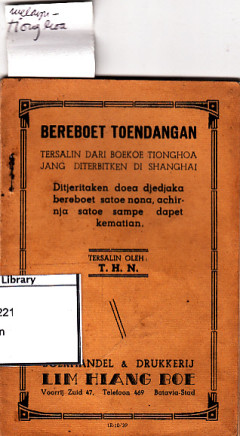 melayu-
Tionghoa
BEREBOET TOENDANGAN
TERSALIN DARI BOEKOE TIONGHOA
JANG DITERBITKEN DI SHANGHAI
Ditjeritaken doea djedjaka
bereboet satoe nona, achir-
nja satoe sampe dapet
kematian.
TERSALIN OLEH:
T. H. N.
Library
221
n
BOEKHANDEL & DRUKKERIJ
LIM HIANG BOE
Voorrij Zuid 47, Telefoon 469 Batavia-Stad